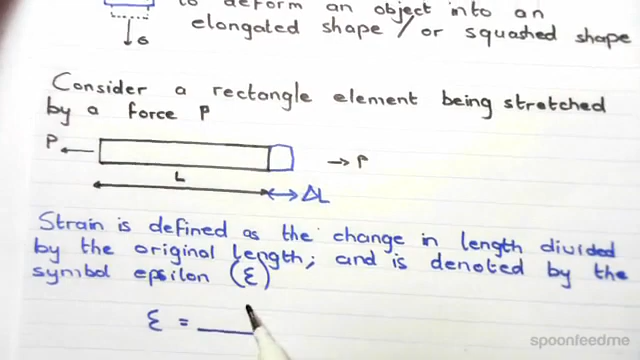 to deform an object into an
σ
elongated shape / or squashed shape
Consider a rectangle element being stretched
by a force P
P
P
L
ΔL
Strain is defined as the change in length divided
by the original length; and is denoted by the
symbol epsilon (ε)
ε =
spoonfeedme